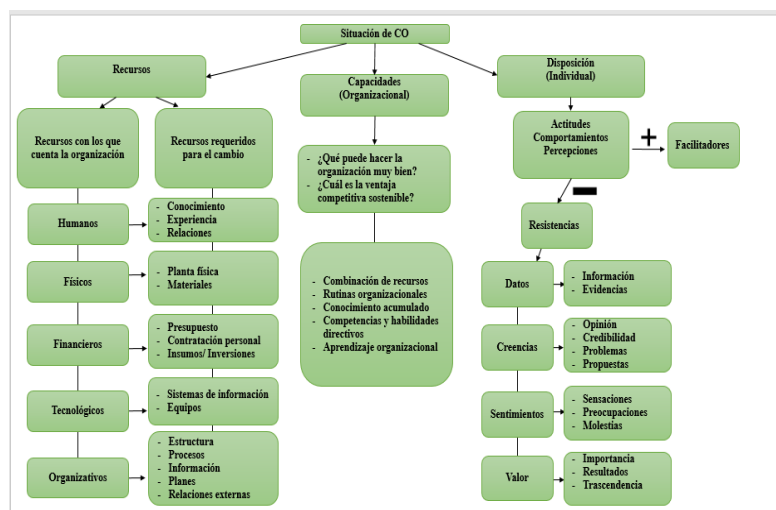 Situación de CO
Recursos
Recursos con los que
cuenta la organización
Recursos requeridos
para el cambio
Humanos
- Conocimiento
- Experiencia
- Relaciones
Físicos
- Planta física
- Materiales
Financieros
- Presupuesto
- Contratación personal
- Insumos/ Inversiones
Tecnológicos
- Sistemas de información
- Equipos
Organizativos
- Estructura
- Procesos
- Información
- Planes
- Relaciones externas
Capacidades
(Organizacional)
- ¿Qué puede hacer la
organización muy bien?
- ¿Cuál es la ventaja
competitiva sostenible?
- Combinación de recursos
- Rutinas organizacionales
- Conocimiento acumulado
- Competencias y habilidades
directivos
- Aprendizaje organizacional
Disposición
(Individual)
Actitudes
Comportamientos
Percepciones
+
Facilitadores
Resistencias
Datos
- Información
- Evidencias
Creencias
- Opinión
- Credibilidad
- Problemas
- Propuestas
Sentimientos
- Sensaciones
- Preocupaciones
- Molestias
Valor
- Importancia
- Resultados
- Trascendencia